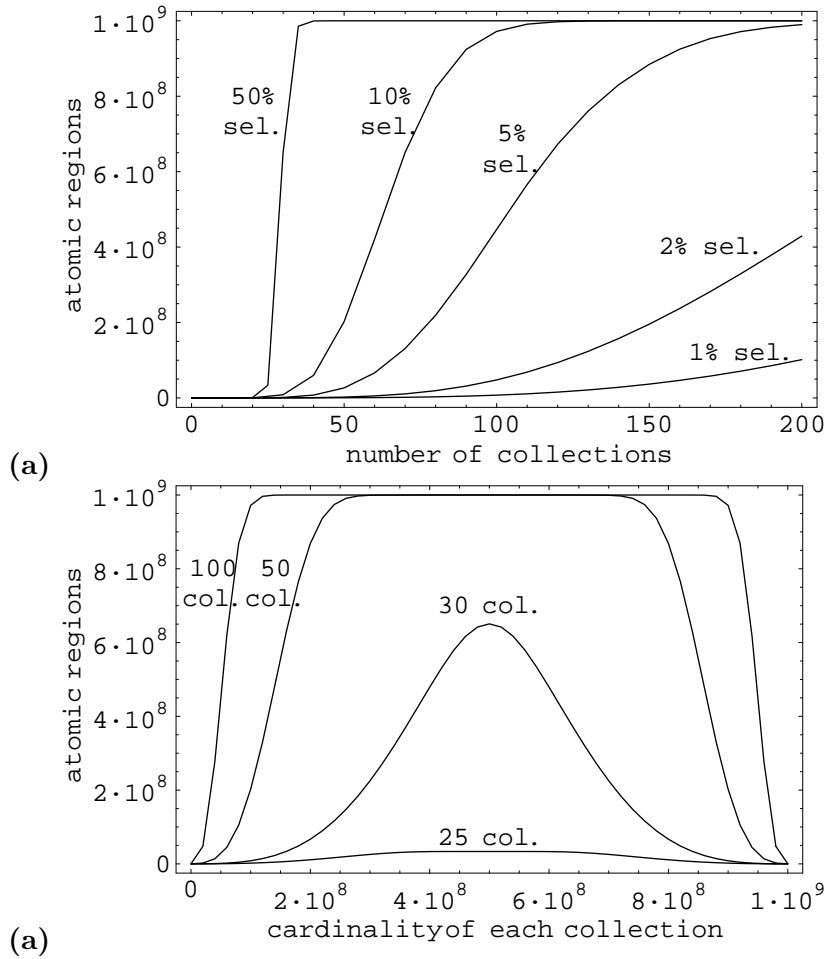 1·10⁹
8·10⁸
6·10⁸
4·10⁸
2·10⁸
0
atomic regions
50%
sel.
10%
sel.
5%
sel.
2% sel.
1% sel.
0 50 100 150 200
number of collections
(a)
1·10⁹
8·10⁸
6·10⁸
4·10⁸
2·10⁸
0
atomic regions
100
col.
50
col.
30 col.
25 col.
0 2·10⁸ 4·10⁸ 6·10⁸ 8·10⁸ 1·10⁹
cardinality of each collection
(a)